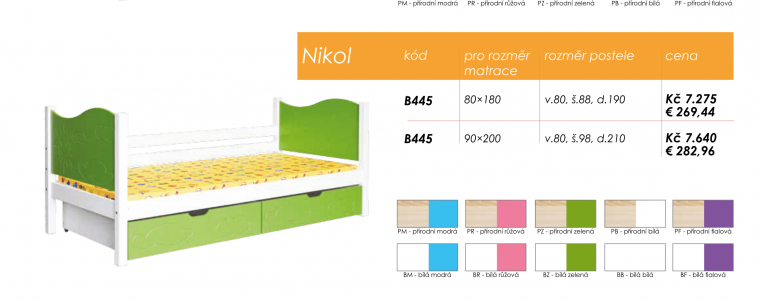 PM - přírodní modrá PR - přírodní růžová PZ - přírodní zelená PB - přírodní bílá PF - přírodní fialová
Nikol kód pro rozměr matrace rozměr postele cena
B445 80×180 v.80, š.88, d.190 Kč 7.275
€ 269,44
B445 90×200 v.80, š.98, d.210 Kč 7.640
€ 282,96
PM - přírodní modrá PR - přírodní růžová PZ - přírodní zelená PB - přírodní bílá PF - přírodní fialová
BM - bílá modrá BR - bílá růžová BZ - bílá zelená BB - bílá bílá BF - bílá fialová